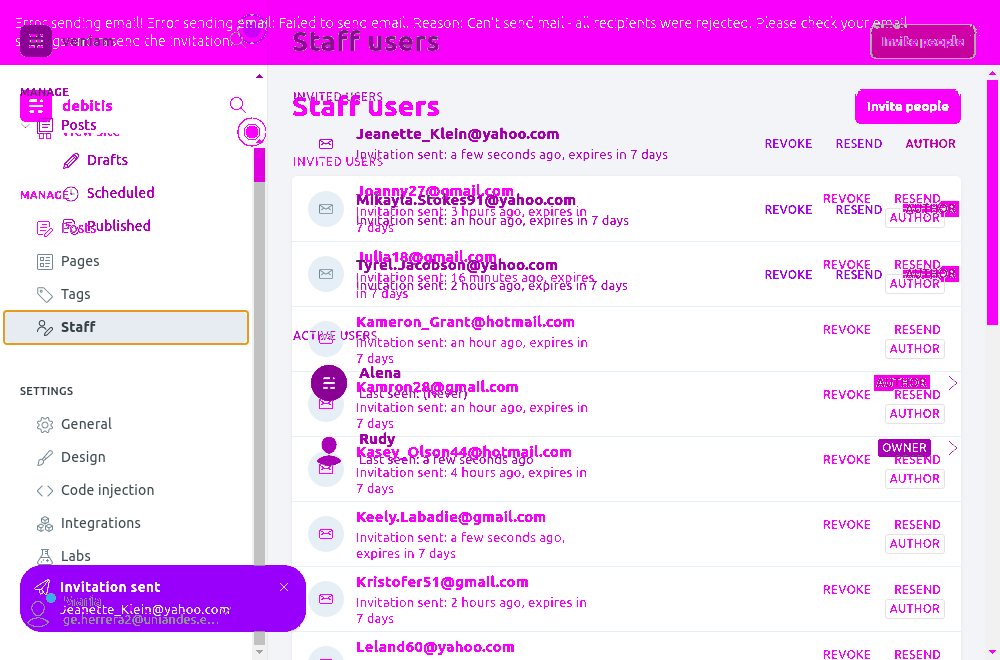 Error sending email! Error sending email: Failed to send email. Reason: Can't send mail - all recipients were rejected. Please check your email
send the invitation.
Staff users
Invite people
MANAGE
debitis
INVITED USERS
Staff users
Invite people
Posts
View site
Jeanette_Klein@yahoo.com
Invitation sent: a few seconds ago, expires in 7 days
REVOKE
RESEND
AUTHOR
INVITED USERS
Drafts
MANAGE
Scheduled
Joanny27@gmail.com
Invitation sent: 3 hours ago, expires in
7 days
REVOKE
RESEND
AUTHOR
Mikayla.Stokes91@yahoo.com
Invitation sent: an hour ago, expires in 7 days
REVOKE
RESEND
AUTHOR
Posts
Published
Pages
Julia18@gmail.com
Invitation sent: 16 minutes ago, expires
in 7 days
REVOKE
RESEND
AUTHOR
Tyrel.Jacobson@yahoo.com
Invitation sent: 2 hours ago, expires in 7 days
REVOKE
RESEND
AUTHOR
Tags
Staff
Kameron_Grant@hotmail.com
Invitation sent: an hour ago, expires in
7 days
REVOKE
RESEND
AUTHOR
ACTIVE USERS
Alena
Last seen: (Never)
AUTHOR
Kamron28@gmail.com
Invitation sent: an hour ago, expires in
7 days
REVOKE
RESEND
AUTHOR
SETTINGS
General
Rudy
Last seen: a few seconds ago
OWNER
Kasey_Olson44@hotmail.com
Invitation sent: 4 hours ago, expires in
7 days
REVOKE
RESEND
AUTHOR
Design
Code injection
Integrations
Labs
Keely.Labadie@gmail.com
Invitation sent: a few seconds ago,
expires in 7 days
REVOKE
RESEND
AUTHOR
Kristofer51@gmail.com
Invitation sent: 2 hours ago, expires in
7 days
REVOKE
RESEND
AUTHOR
Invitation sent
Jeanette_Klein@yahoo.com
ge.herrera2@uniandes.e...
Leland60@yahoo.com
REVOKE
RESEND